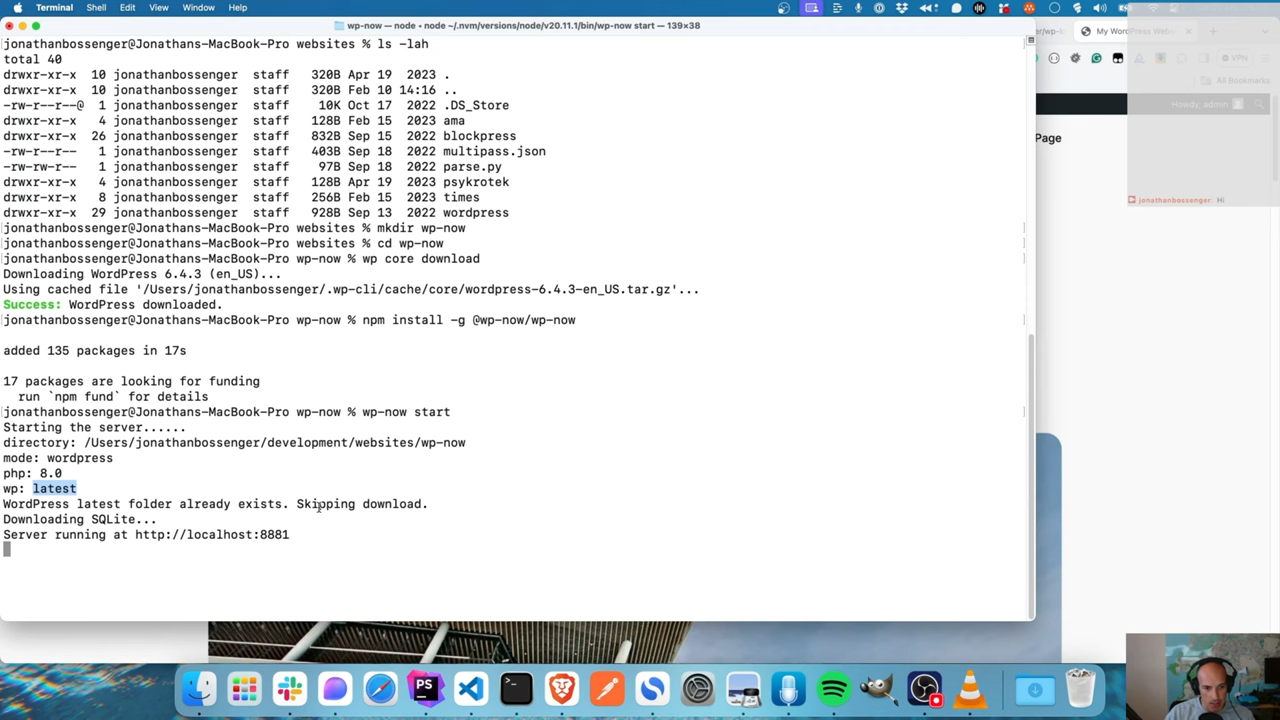 Terminal Shell Edit View Window Help
wp-now — node • node ~/.nvm/versions/node/v20.11.1/bin/wp-now start — 139×38
jonathanbossenger@Jonathans-MacBook-Pro websites % ls -lah
total 40
drwxr-xr-x 10 jonathanbossenger staff 320B Apr 19 2023 .
drwxr-xr-x 10 jonathanbossenger staff 320B Feb 10 14:16 ..
-rw-r--r--@ 1 jonathanbossenger staff 10K Oct 17 2022 .DS_Store
drwxr-xr-x 4 jonathanbossenger staff 128B Feb 15 2023 ama
drwxr-xr-x 26 jonathanbossenger staff 832B Sep 15 2022 blockpress
-rw-r--r-- 1 jonathanbossenger staff 403B Sep 18 2022 multipass.json
-rw-rw-r-- 1 jonathanbossenger staff 97B Sep 18 2022 parse.py
drwxr-xr-x 4 jonathanbossenger staff 128B Apr 19 2023 psykrotek
drwxr-xr-x 8 jonathanbossenger staff 256B Feb 15 2023 times
drwxr-xr-x 29 jonathanbossenger staff 928B Sep 13 2022 wordpress
jonathanbossenger@Jonathans-MacBook-Pro websites % mkdir wp-now
jonathanbossenger@Jonathans-MacBook-Pro websites % cd wp-now
jonathanbossenger@Jonathans-MacBook-Pro wp-now % wp core download
Downloading WordPress 6.4.3 (en_US)...
Using cached file '/Users/jonathanbossenger/.wp-cli/cache/core/wordpress-6.4.3-en_US.tar.gz'...
Success: WordPress downloaded.
jonathanbossenger@Jonathans-MacBook-Pro wp-now % npm install -g @wp-now/wp-now
added 135 packages in 17s
17 packages are looking for funding
run `npm fund` for details
jonathanbossenger@Jonathans-MacBook-Pro wp-now % wp-now start
Starting the server......
directory: /Users/jonathanbossenger/development/websites/wp-now
mode: wordpress
php: 8.0
wp: latest
WordPress latest folder already exists. Skipping download.
Downloading SQLite...
Server running at http://localhost:8881
My WordPress Web
VPN
All Bookmarks
Howdy, admin
Page
jonathanbossenger Hi
PS